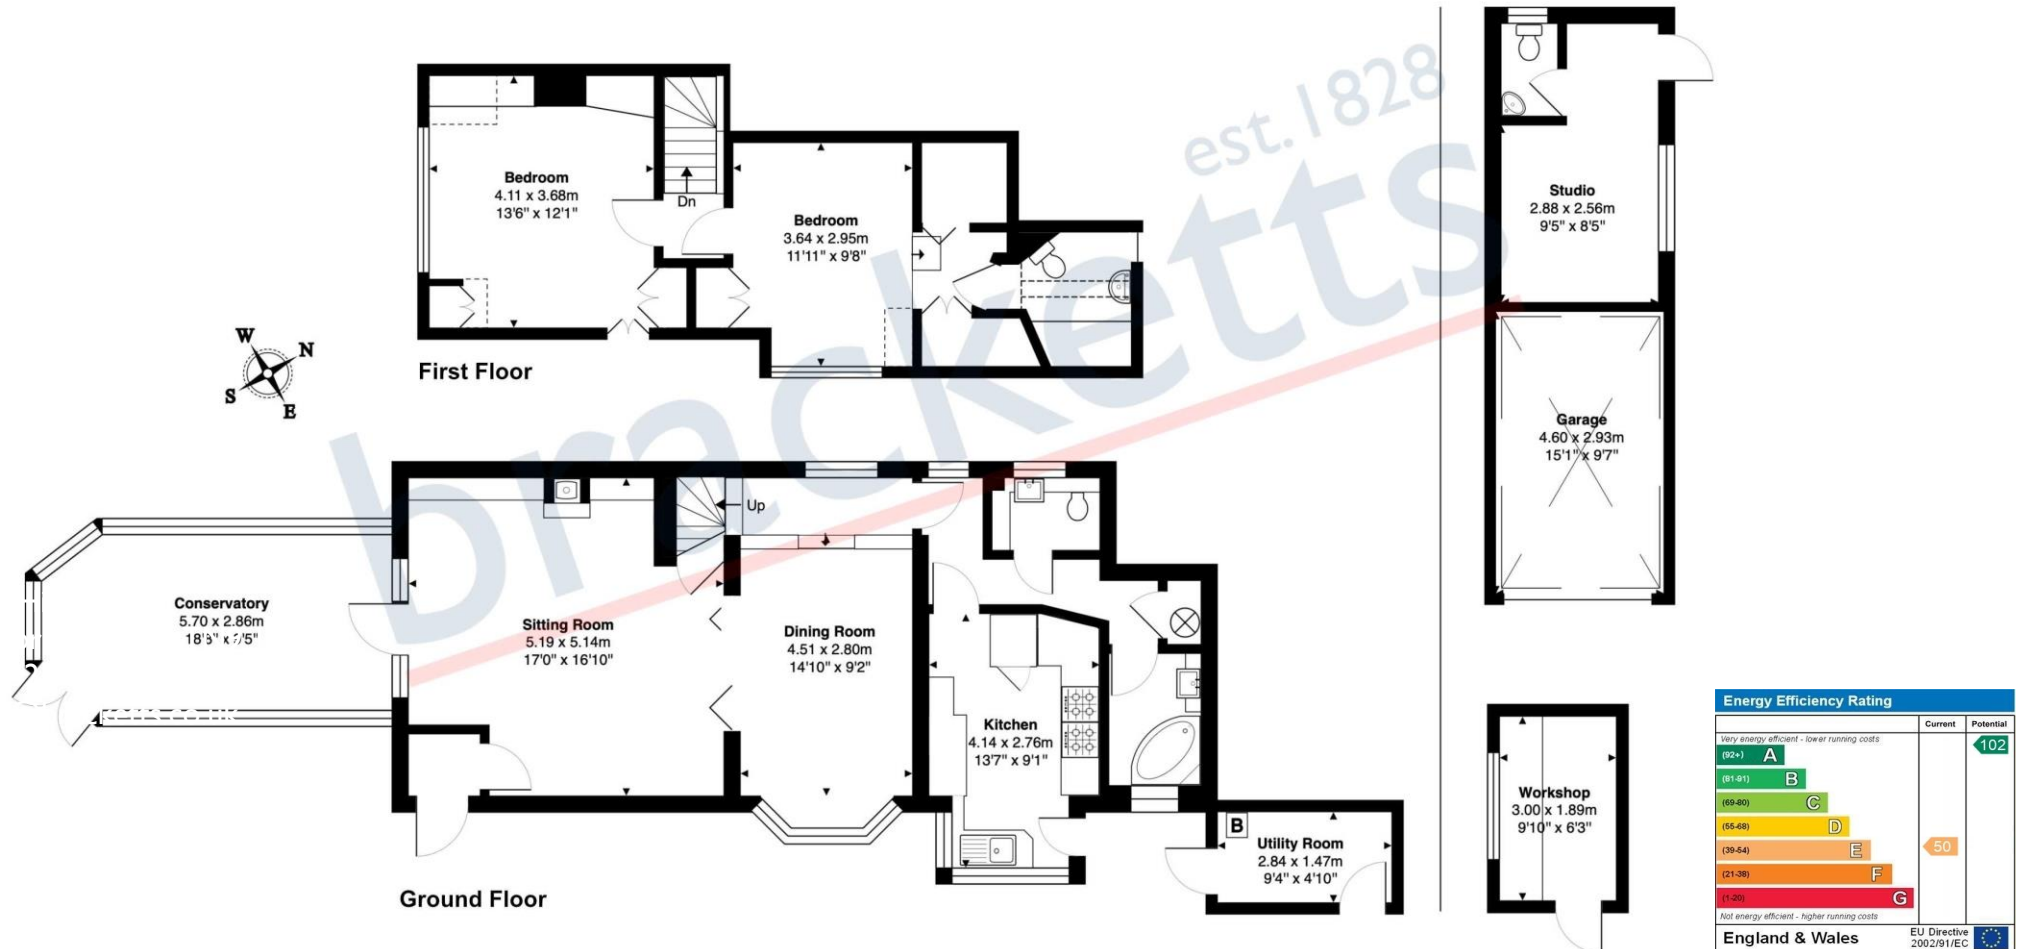 est.1828
bracketts
Bedroom
4.11 x 3.68m
13'6" x 12'1"
Dn
Bedroom
3.64 x 2.95m
11'11" x 9'8"
First Floor
W
N
S
E
Studio
2.88 x 2.56m
9'5" x 8'5"
Garage
4.60 x 2.93m
15'1" x 9'7"
Up
Conservatory
5.70 x 2.86m
Sitting Room
5.19 x 5.14m
17'0" x 16'10"
Dining Room
4.51 x 2.80m
14'10" x 9'2"
Kitchen
4.14 x 2.76m
13'7" x 9'1"
B
Utility Room
2.84 x 1.47m
9'4" x 4'10"
Ground Floor
Workshop
3.00 x 1.89m
9'10" x 6'3"
Energy Efficiency Rating
Current Potential
Very energy efficient - lower running costs
(92+) A
102
(81-91) B
(69-80) C
(55-68) D
(39-54) E
50
(21-38) F
(1-20) G
Not energy efficient - higher running costs
England & Wales
EU Directive
2002/91/EC